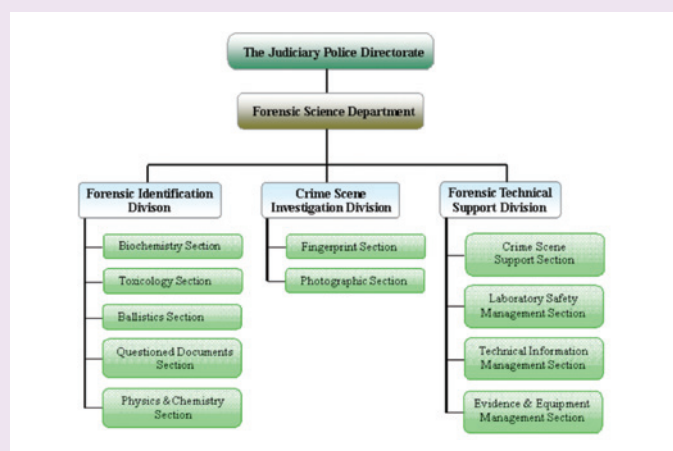 The Judiciary Police Directorate
Forensic Science Department
Forensic Identification
Divison
Biochemistry Section
Toxicology Section
Ballistics Section
Questioned Documents
Section
Physics & Chemistry
Section
Crime Scene
Investigation Division
Fingerprint Section
Photographic Section
Forensic Technical
Support Division
Crime Scene
Support Section
Laboratory Safety
Management Section
Technical Information
Management Section
Evidence & Equipment
Management Section